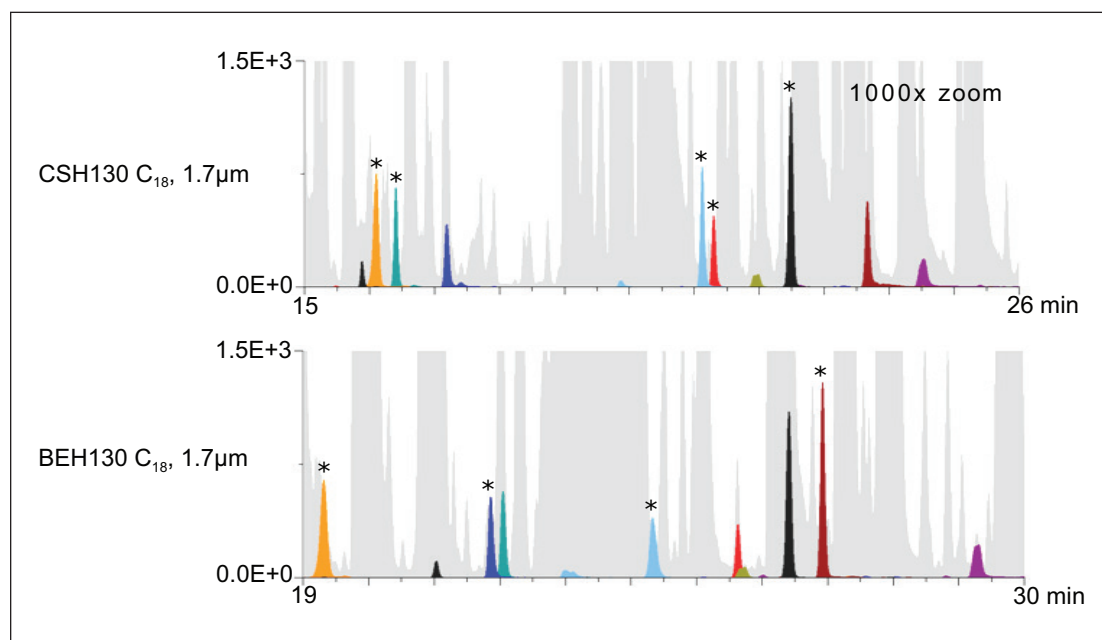 1.5E+3
1000x zoom
*
*
*
*
*
CSH130 C₁₈, 1.7µm
0.0E+0
15
26 min
1.5E+3
*
*
*
*
BEH130 C₁₈, 1.7µm
0.0E+0
19
30 min